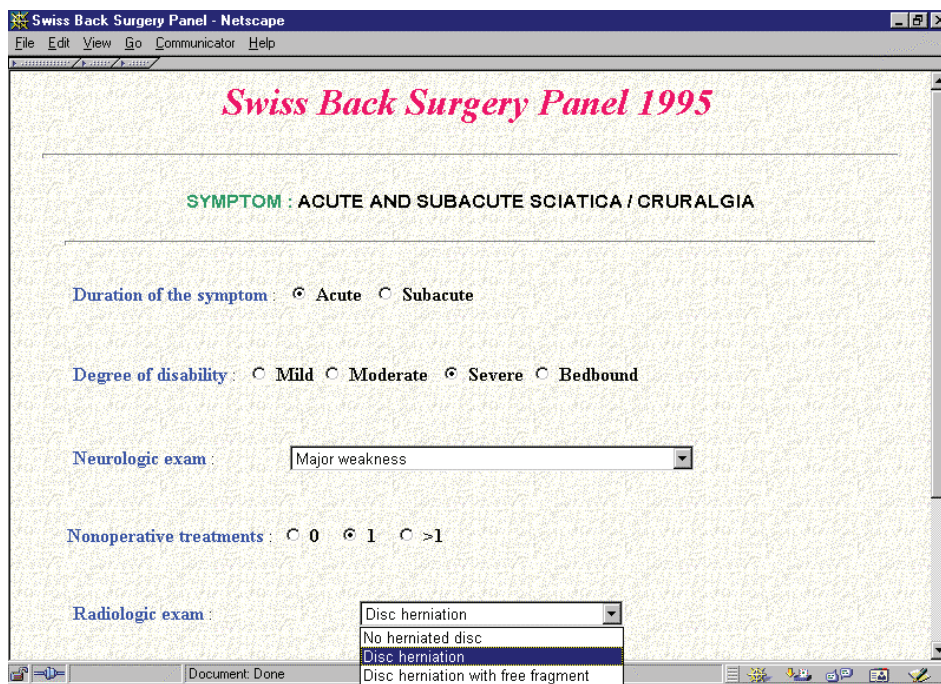 Swiss Back Surgery Panel - Netscape
File Edit View Go Communicator Help
Swiss Back Surgery Panel 1995
SYMPTOM : ACUTE AND SUBACUTE SCIATICA / CRURALGIA
Duration of the symptom : Acute Subacute
Degree of disability : Mild Moderate Severe Bedbound
Neurologic exam : Major weakness
Nonoperative treatments : 0 1 >1
Radiologic exam : Disc herniation
No herniated disc
Disc herniation
Disc herniation with free fragment
Document: Done